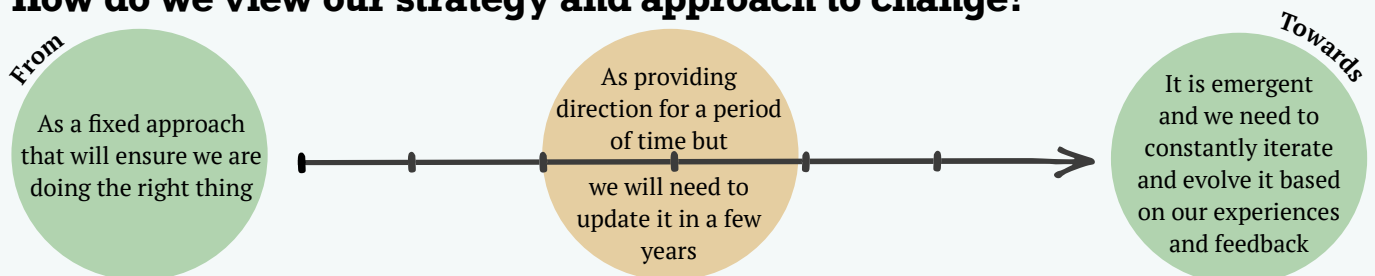 How do we view our strategy and approach to change?
From
As a fixed approach
that will ensure we are
doing the right thing
As providing
direction for a period
of time but
we will need to
update it in a few
years
Towards
It is emergent
and we need to
constantly iterate
and evolve it based
on our experiences
and feedback